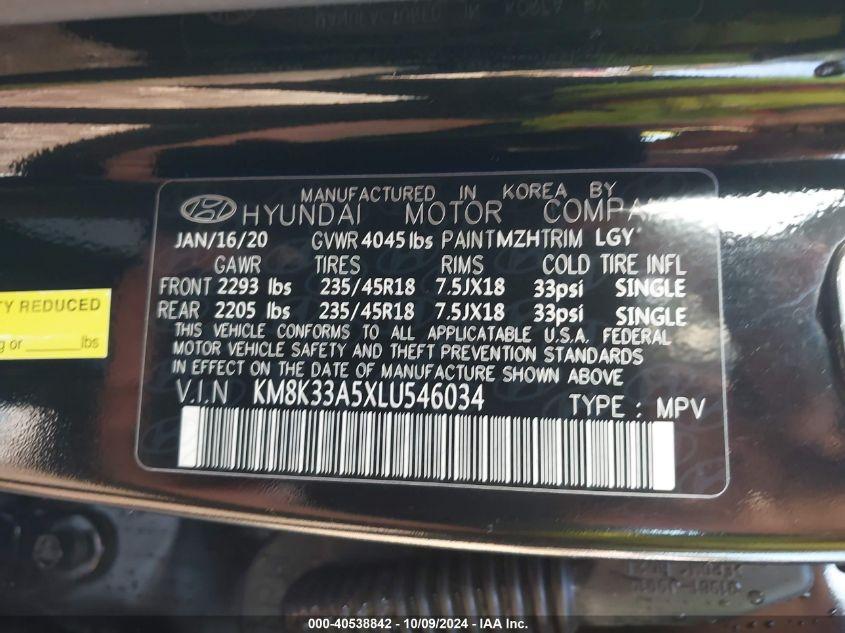 MANUFACTURED IN KOREA BY
HYUNDAI MOTOR COMPA
JAN/16/20 GVWR 4045 lbs PAINT MZH TRIM LGY
GAWR TIRES RIMS COLD TIRE INFL
FRONT 2293 lbs 235/45R18 7.5JX18 33psi SINGLE
REAR 2205 lbs 235/45R18 7.5JX18 33psi SINGLE
THIS VEHICLE CONFORMS TO ALL APPLICATABLE U.S.A. FEDERAL
MOTOR VEHICLE SAFETY AND THEFT PREVENTION STANDARDS
IN EFFECT ON THE DATE OF MANUFACTURE SHOWN ABOVE
V.I.N KM8K33A5XLU546034 TYPE : MPV
TY REDUCED
g or ______lbs
000-40538842 - 10/09/2024 - IAA Inc.